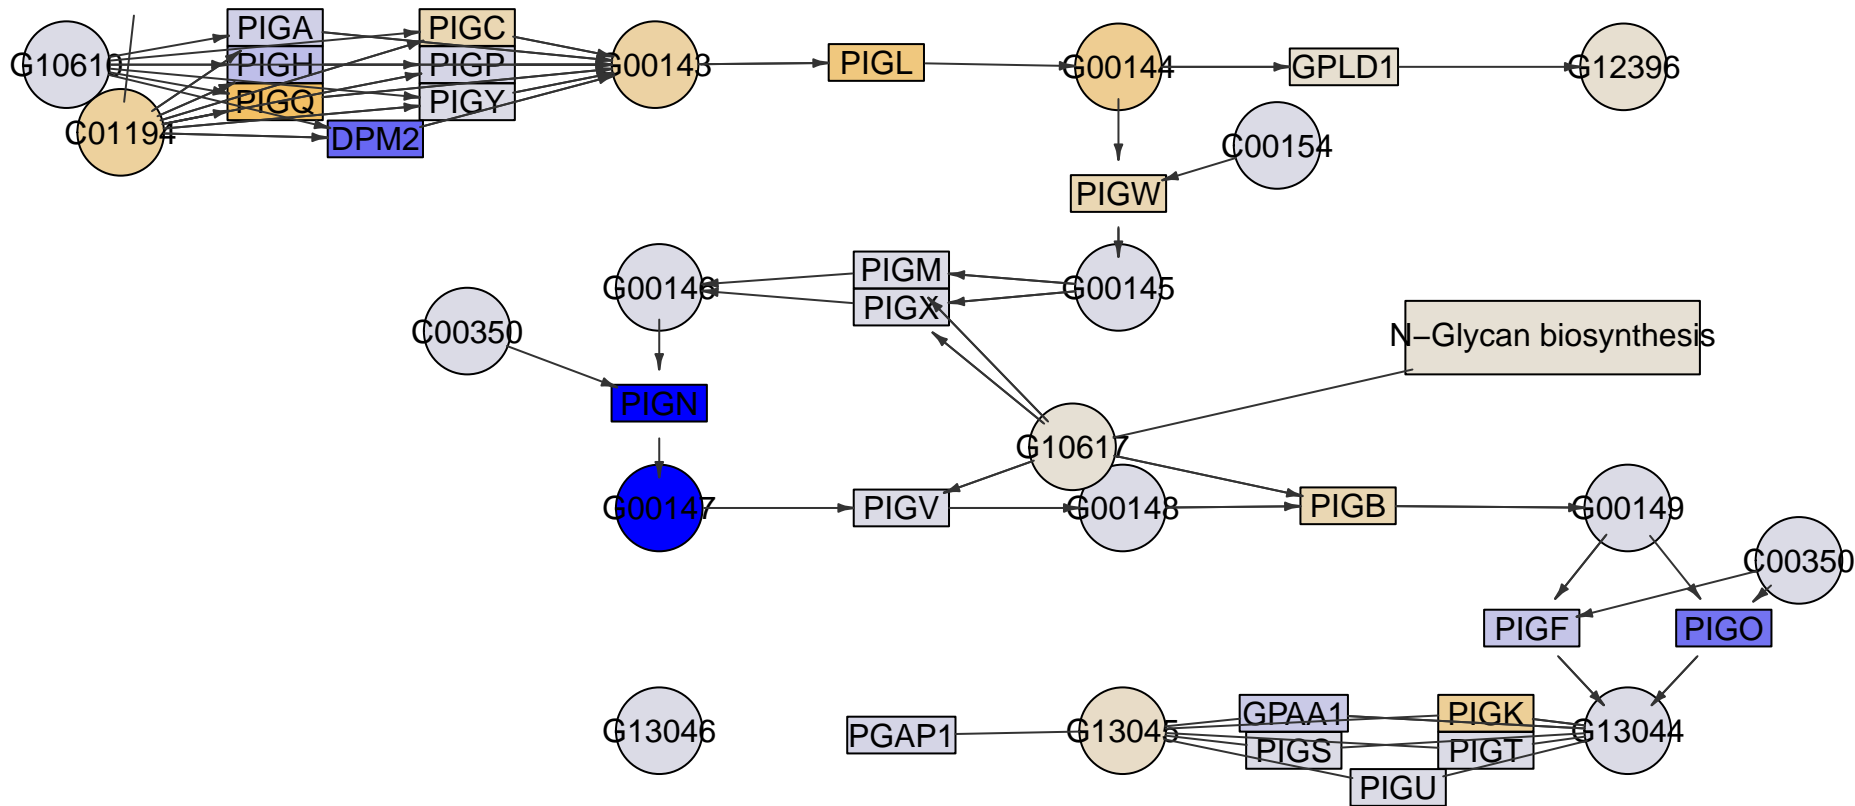 PIGA
PIGC
G10610
PIGH
PIGP
G00143
PIGL
G00144
GPLD1
G12396
PIGQ
PIGY
C01194
DPM2
C00154
PIGW
PIGM
G00146
G00145
PIGX
C00350
N−Glycan biosynthesis
PIGN
G10617
G00147
PIGV
G00148
PIGB
G00149
C00350
PIGF
PIGO
GPAA1
PIGK
G13046
PGAP1
G13045
G13044
PIGS
PIGT
PIGU